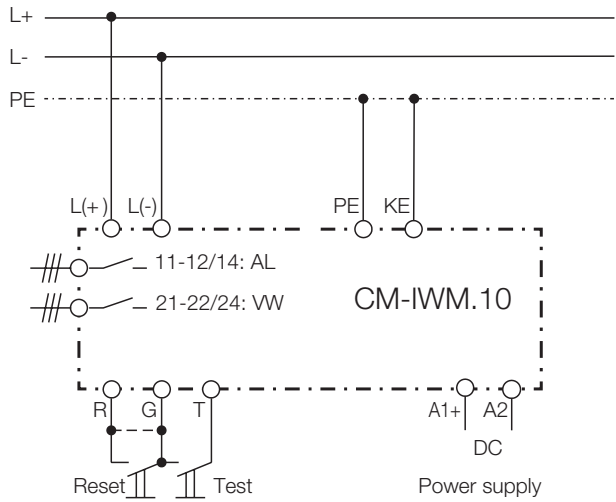 L+
L-
PE
L(+) L(-) PE KE
11-12/14: AL
21-22/24: VW
CM-IWM.10
R G T A1+ A2
DC
Reset Test Power supply